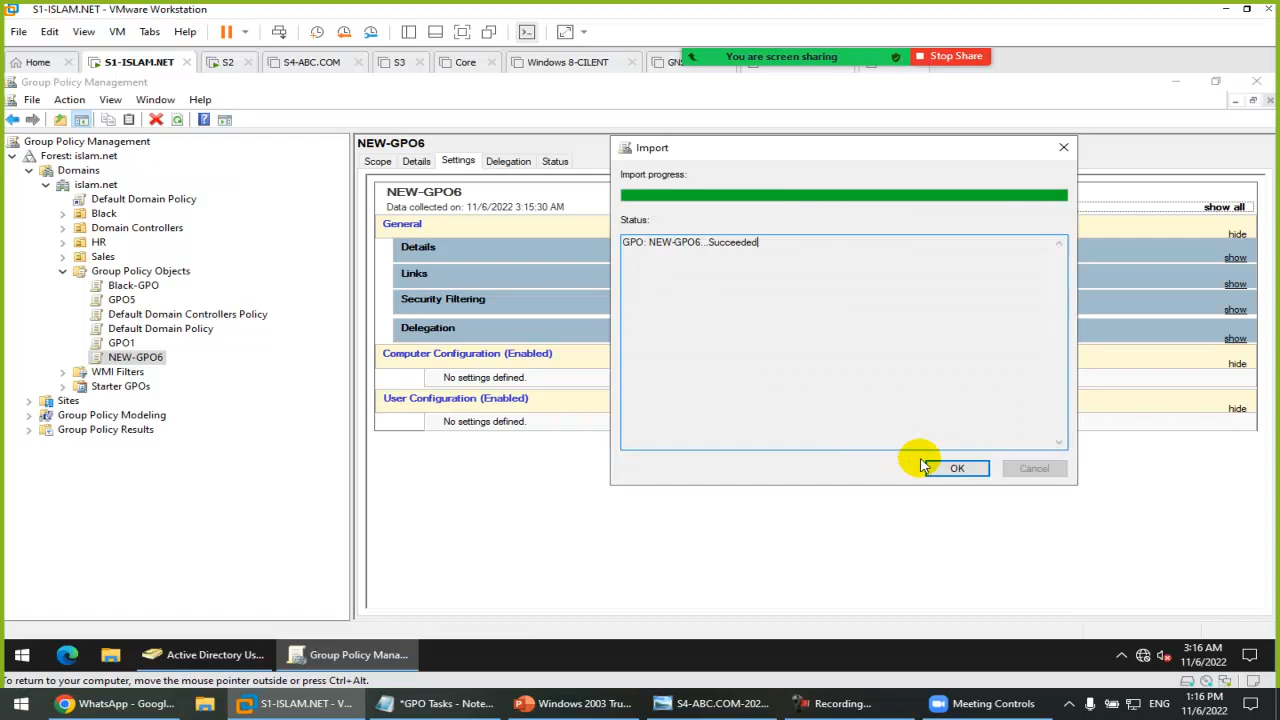 S1-ISLAM.NET - VMware Workstation
File Edit View VM Tabs Help
Home S1-ISLAM.NET S2 S-4-ABC.COM S3 Core Windows 8-CILENT
You are screen sharing Stop Share
Group Policy Management
File Action View Window Help
Group Policy Management
Forest: islam.net
Domains
islam.net
Default Domain Policy
Black
Domain Controllers
HR
Sales
Group Policy Objects
Black-GPO
GPO5
Default Domain Controllers Policy
Default Domain Policy
GPO1
NEW-GPO6
WMI Filters
Starter GPOs
Sites
Group Policy Modeling
Group Policy Results
NEW-GPO6
Scope Details Settings Delegation Status
NEW-GPO6
Data collected on: 11/6/2022 3:15:30 AM
show all
General
hide
Details
show
Links
show
Security Filtering
show
Delegation
show
Computer Configuration (Enabled)
hide
No settings defined.
User Configuration (Enabled)
hide
No settings defined.
Import
Import progress:
Status:
GPO: NEW-GPO6...Succeeded
OK Cancel
Active Directory Us... Group Policy Mana...
3:16 AM
11/6/2022
To return to your computer, move the mouse pointer outside or press Ctrl+Alt.
WhatsApp - Googl... S1-ISLAM.NET - V... *GPO Tasks - Note... Windows 2003 Tru... S4-ABC.COM-202... Recording... Meeting Controls
ENG
1:16 PM
11/6/2022